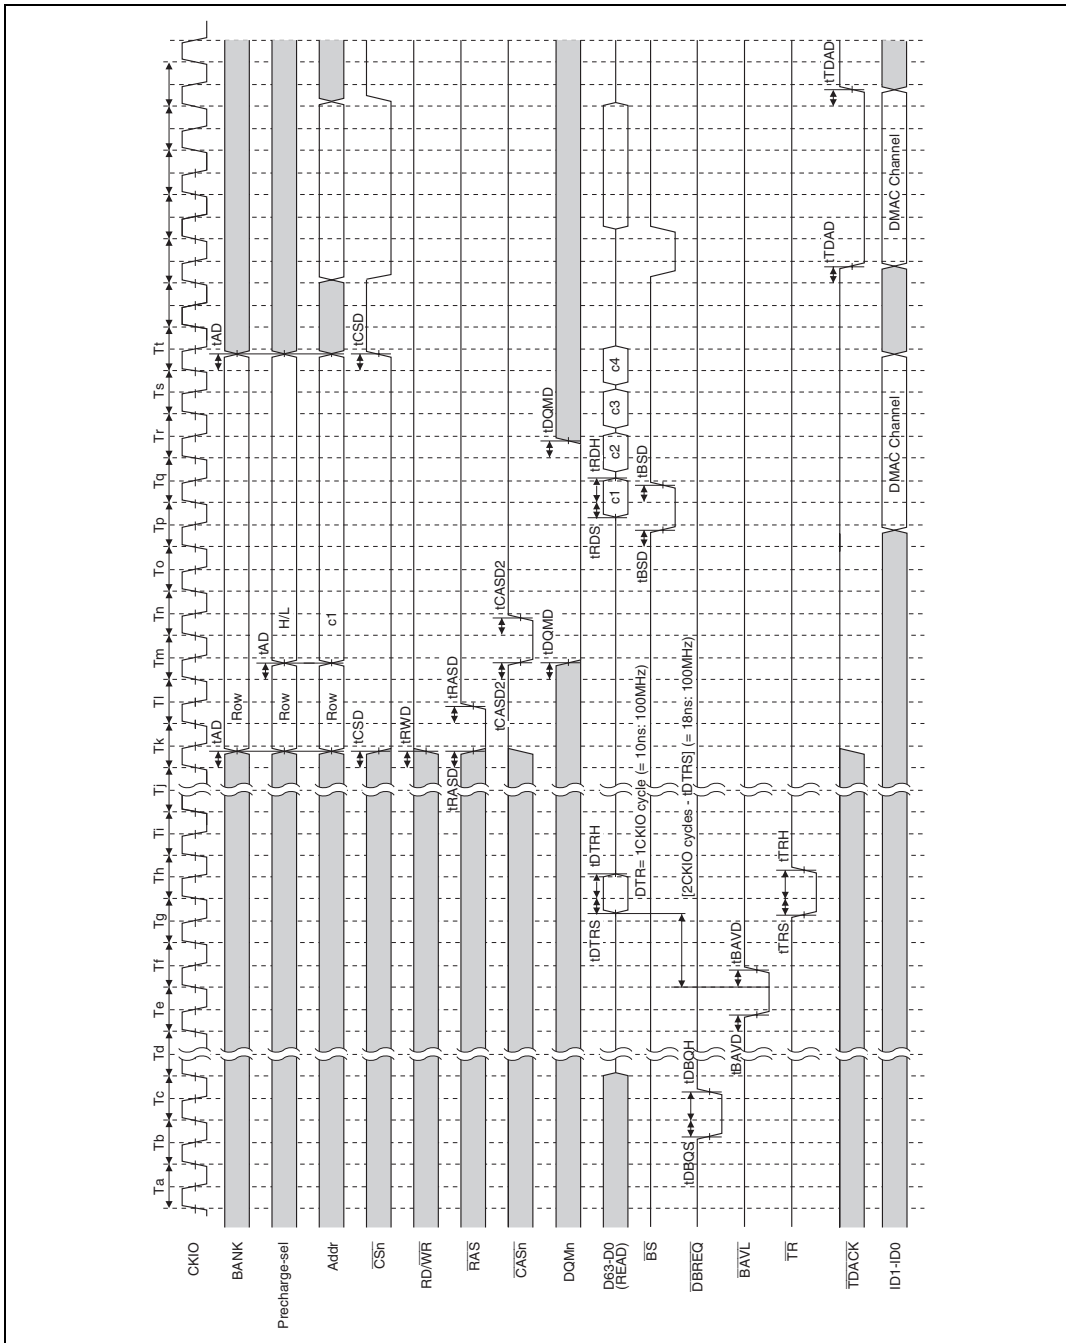 Ta Tb Tc Td Te Tf Tg Th Ti Tj Tk Tl Tm Tn To Tp Tq Tr Ts Tt
CKIO
tAD tAD
BANK Row
tAD
Precharge-sel Row H/L
Addr Row c1
tCSD tCSD
CSn
tRWD
RD/WR
tRASD tRASD
RAS
tCASD2 tCASD2
CASn
tDQMD tDQMD
DQMn
tDTRS tDTRH tRDS tRDH
D63-D0
(READ)
c1 c2 c3 c4
DTR= 1CKIO cycle (= 10ns: 100MHz)
tBSD tBSD
BS
[2CKIO cycles - tDTRS] (= 18ns: 100MHz)
tDBQS tDBQH
DBREQ
tBAVD tBAVD
BAVL
tTRS tTRH
TR
tTDAD tTDAD
TDACK
ID1-ID0 DMAC Channel DMAC Channel